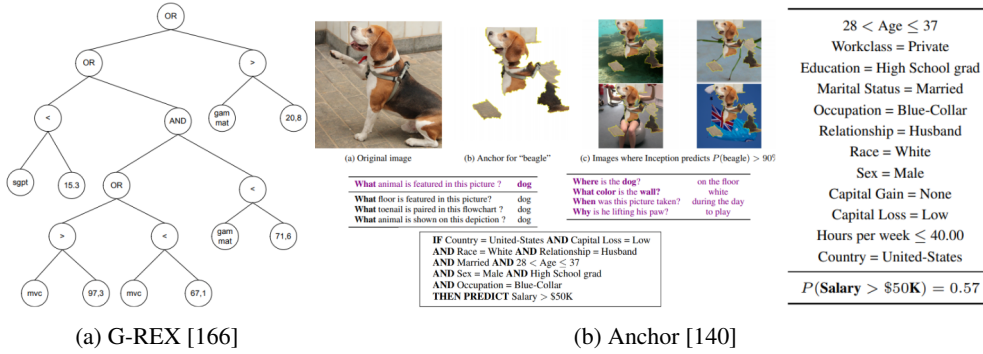 OR
OR
>
<
AND
gam
mat
20,8
sgpt
15.3
OR
<
>
<
gam
mat
71,6
mvc
97,3
mvc
67,1
(a) G-REX [166]
(a) Original image
(b) Anchor for "beagle"
(c) Images where Inception predicts P(beagle) > 90%
What animal is featured in this picture ? dog
What floor is featured in this picture? dog
What toenail is paired in this flowchart ? dog
What animal is shown on this depiction ? dog
Where is the dog? on the floor
What color is the wall? white
When was this picture taken? during the day
Why is he lifting his paw? to play
IF Country = United-States AND Capital Loss = Low
AND Race = White AND Relationship = Husband
AND Married AND 28 < Age ≤ 37
AND Sex = Male AND High School grad
AND Occupation = Blue-Collar
THEN PREDICT Salary > $50K
28 < Age ≤ 37
Workclass = Private
Education = High School grad
Marital Status = Married
Occupation = Blue-Collar
Relationship = Husband
Race = White
Sex = Male
Capital Gain = None
Capital Loss = Low
Hours per week ≤ 40.00
Country = United-States
P(Salary > $50K) = 0.57
(b) Anchor [140]